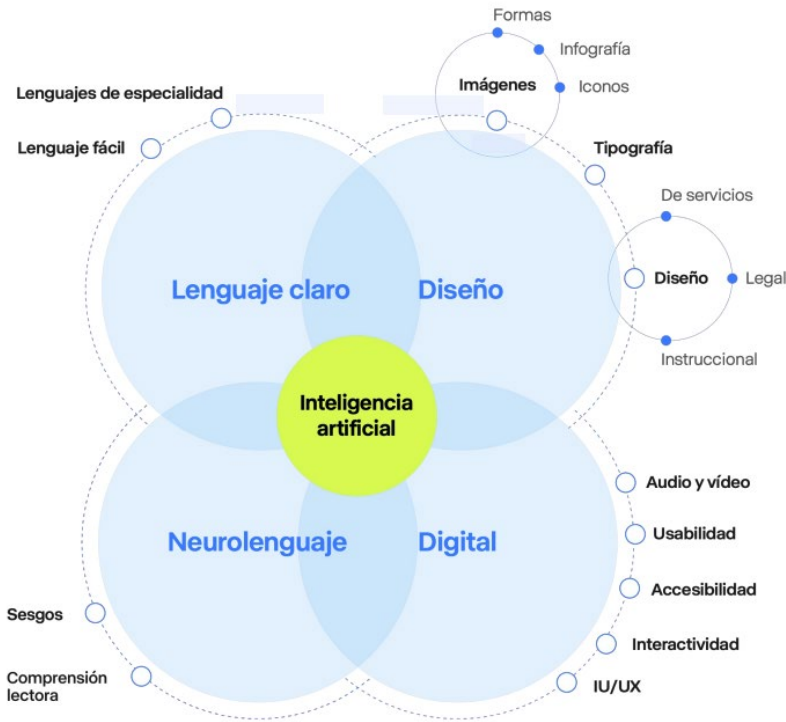 Formas
Infografía
Imágenes
Iconos
Lenguajes de especialidad
Lenguaje fácil
Tipografía
De servicios
Lenguaje claro
Diseño
Diseño
Legal
Instruccional
Inteligencia
artificial
Audio y vídeo
Usabilidad
Neurolenguaje
Digital
Accesibilidad
Sesgos
Interactividad
Comprensión
lectora
IU/UX